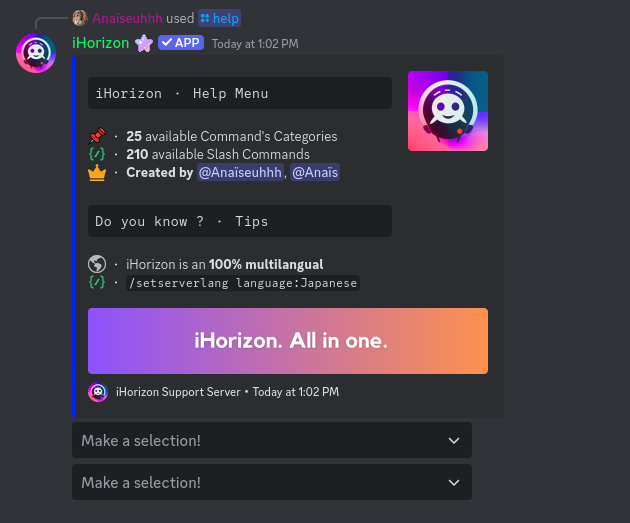 Anaïseuhhh used help
iHorizon APP Today at 1:02 PM
iHorizon · Help Menu
· 25 available Command's Categories
· 210 available Slash Commands
· Created by @Anaïseuhhh, @Anaïs
Do you know ? · Tips
· iHorizon is an 100% multilangual
· /setserverlang language:Japanese
iHorizon. All in one.
iHorizon Support Server • Today at 1:02 PM
Make a selection!
Make a selection!